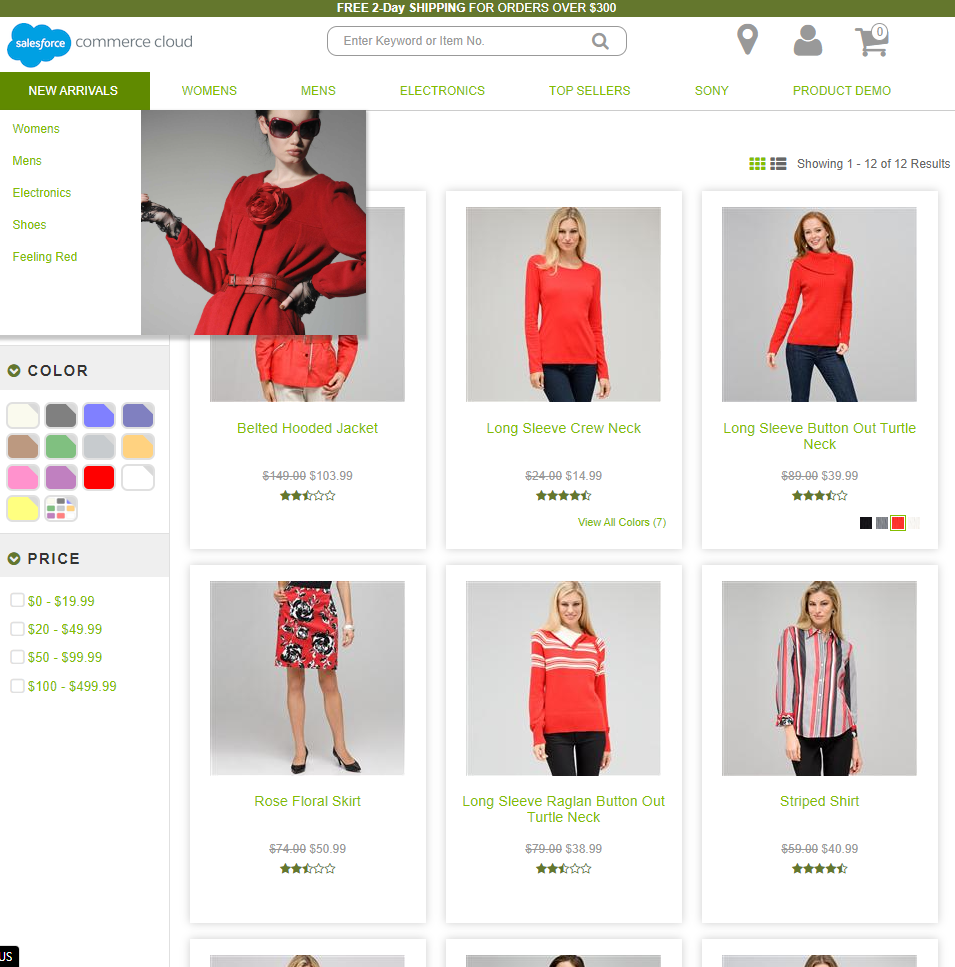 FREE 2-Day SHIPPING FOR ORDERS OVER $300
salesforce commerce cloud
Enter Keyword or Item No.
0
NEW ARRIVALS
WOMENS
MENS
ELECTRONICS
TOP SELLERS
SONY
PRODUCT DEMO
Womens
Mens
Electronics
Shoes
Feeling Red
Showing 1 - 12 of 12 Results
COLOR
PRICE
$0 - $19.99
$20 - $49.99
$50 - $99.99
$100 - $499.99
Belted Hooded Jacket
$149.00 $103.99
Long Sleeve Crew Neck
$24.00 $14.99
View All Colors (7)
Long Sleeve Button Out Turtle
Neck
$89.00 $39.99
Rose Floral Skirt
$74.00 $50.99
Long Sleeve Raglan Button Out
Turtle Neck
$79.00 $38.99
Striped Shirt
$59.00 $40.99
US